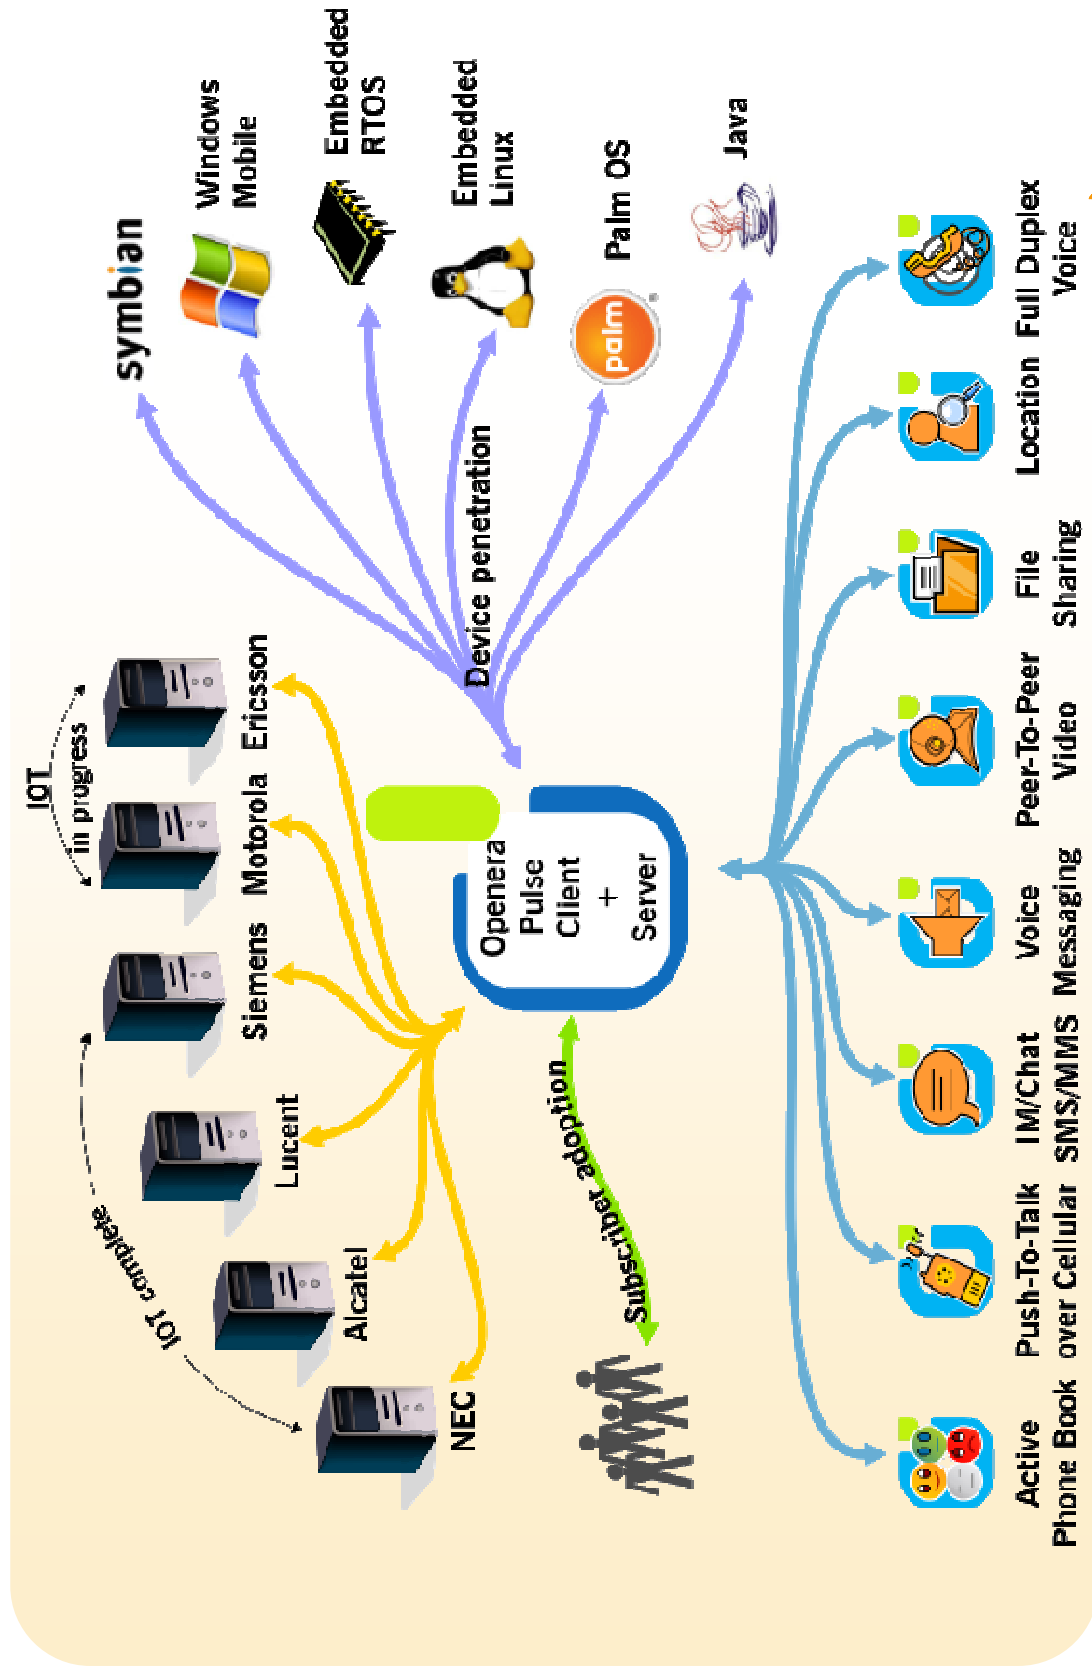 IOT
in progress
IOT complete
NEC
Alcatel
Lucent
Siemens
Motorola
Ericsson
symbian
Windows
Mobile
Embedded
RTOS
Embedded
Linux
palm
®
Palm OS
Java
Device penetration
Openera
Pulse
Client
+
Server
Subscriber adoption
Active
Phone Book
Push-To-Talk
over Cellular
IM/Chat
SMS/MMS
Voice
Messaging
Peer-To-Peer
Video
File
Sharing
Location
Full Duplex
Voice